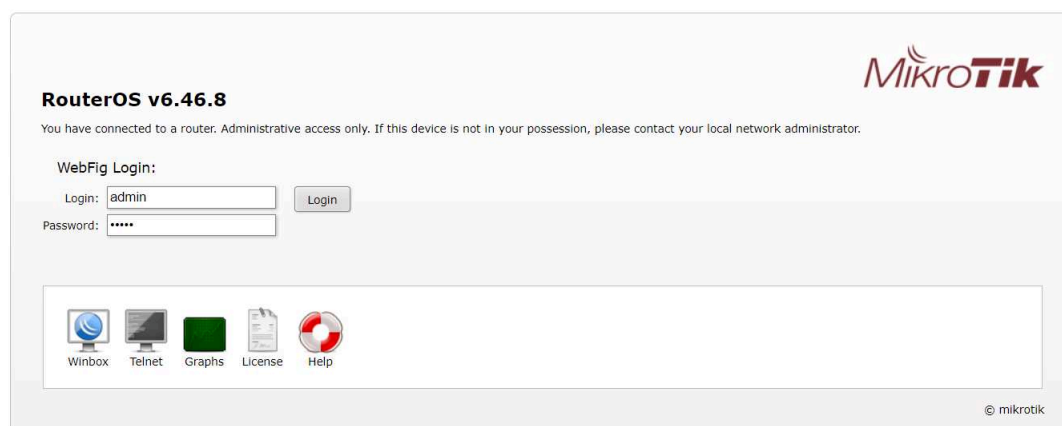 MikroTik
RouterOS v6.46.8
You have connected to a router. Administrative access only. If this device is not in your possession, please contact your local network administrator.
WebFig Login:
Login: admin Login
Password: •••••
Winbox Telnet Graphs License Help
© mikrotik